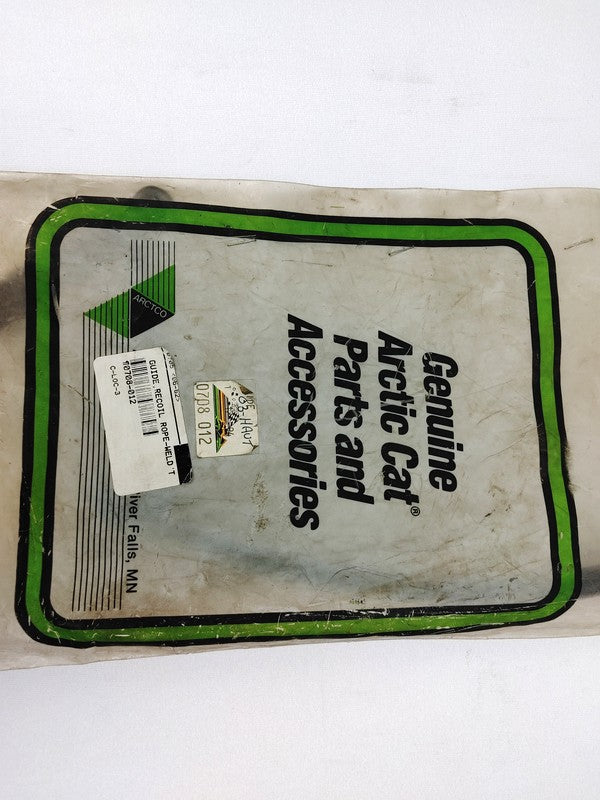 Genuine
Arctic Cat®
Parts and
Accessories
ARCTCO
GUIDE,RECOIL ROPE-WELD T
0708-012
C-LOC-3
0708 012
iver Falls, MN